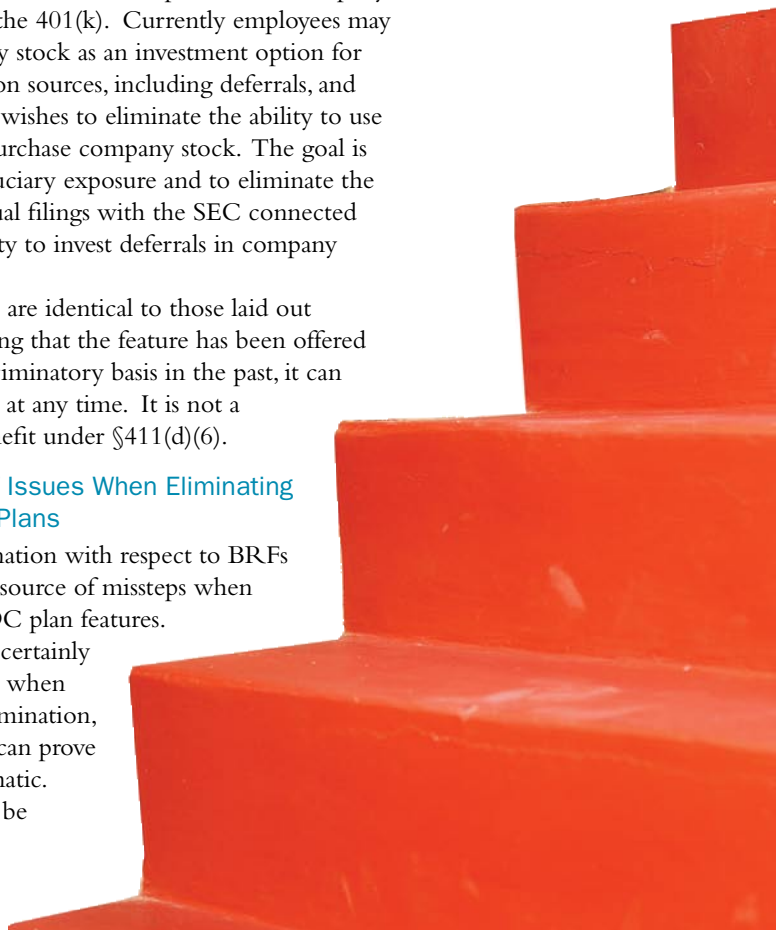 the 401(k). Currently employees may
y stock as an investment option for
on sources, including deferrals, and
wishes to eliminate the ability to use
urchase company stock. The goal is
uciary exposure and to eliminate the
ual filings with the SEC connected
ty to invest deferrals in company
are identical to those laid out
ng that the feature has been offered
iminatory basis in the past, it can
at any time. It is not a
efit under §411(d)(6).
Issues When Eliminating
Plans
nation with respect to BRFs
source of missteps when
OC plan features.
certainly
when
mination,
can prove
natic.
be